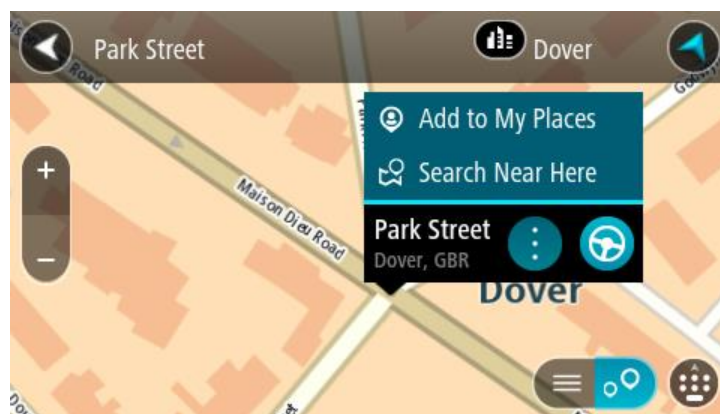 Park Street
Dover
Road
Add to My Places
Search Near Here
Maison Dieu Road
Park Street
Dover, GBR
Dover